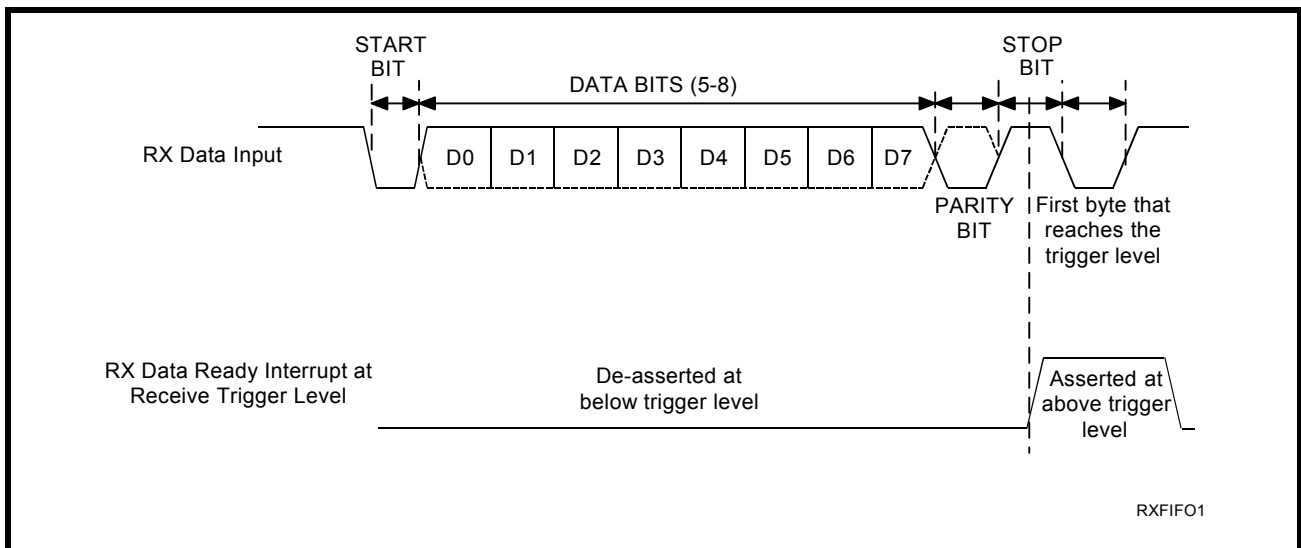 START
BIT
STOP
BIT
DATA BITS (5-8)
RX Data Input
D0 D1 D2 D3 D4 D5 D6 D7
PARITY
BIT
First byte that
reaches the
trigger level
RX Data Ready Interrupt at
Receive Trigger Level
De-asserted at
below trigger level
Asserted at
above trigger
level
RXFIFO1